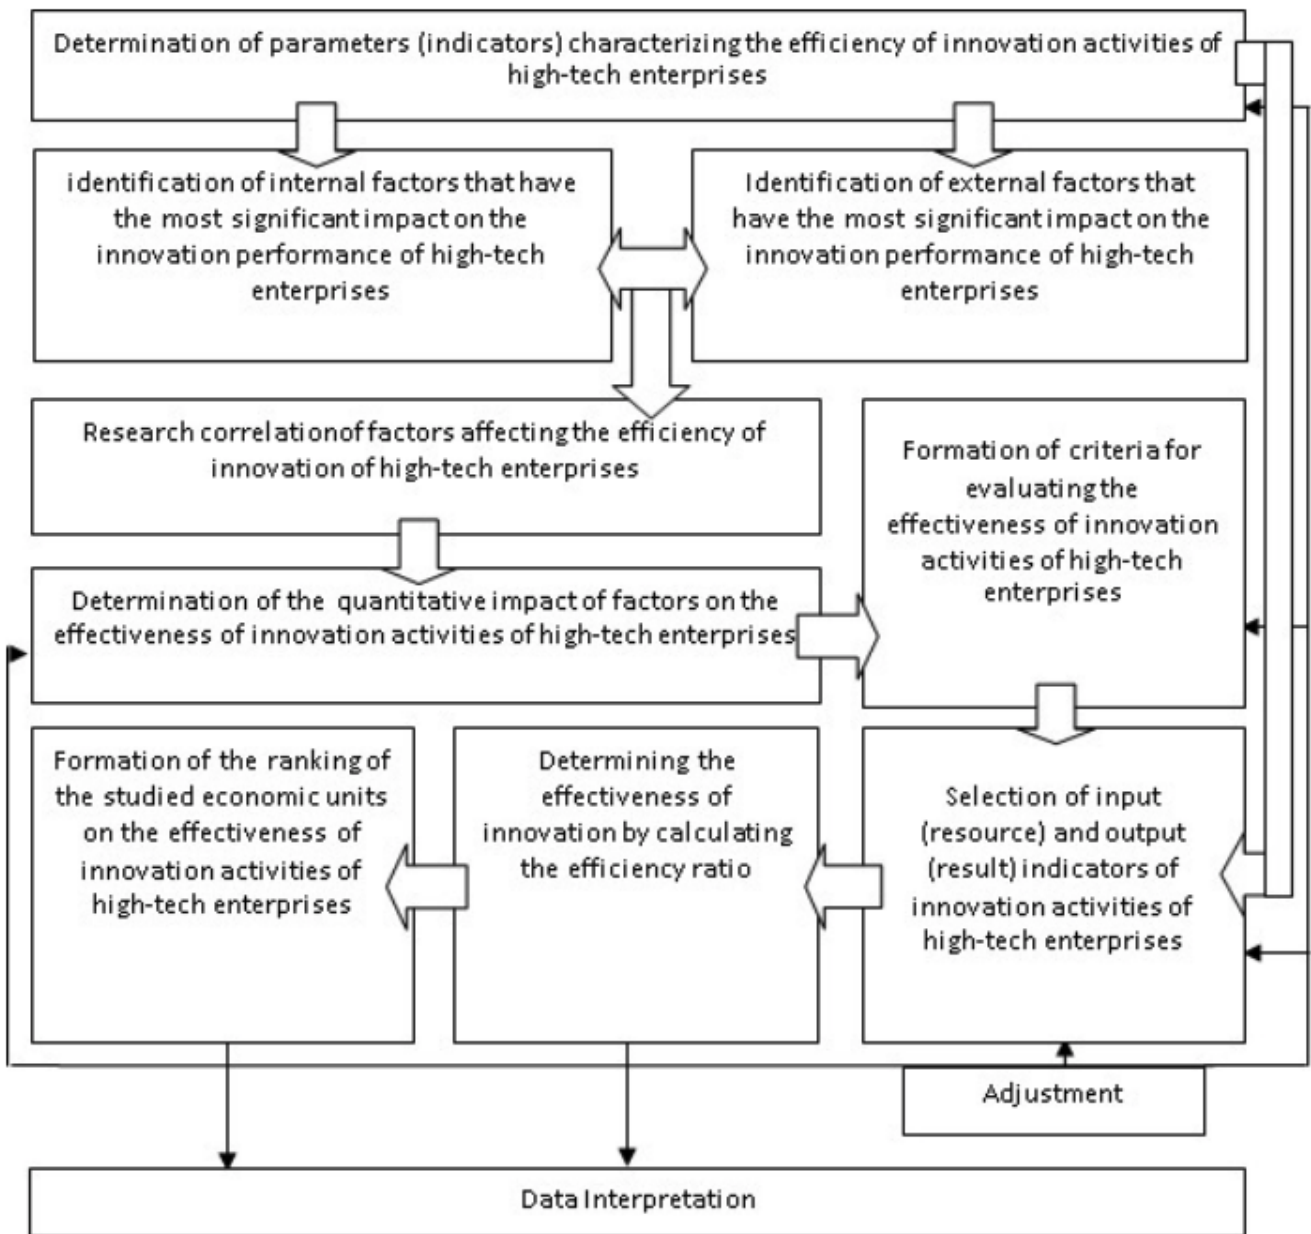 Determination of parameters (indicators) characterizing the efficiency of innovation activities of
high-tech enterprises
identification of internal factors that have
the most significant impact on the
innovation performance of high-tech
enterprises
Identification of external factors that
have the most significant impact on the
innovation performance of high-tech
enterprises
Research correlationof factors affecting the efficiency of
innovation of high-tech enterprises
Formation of criteria for
evaluating the
effectiveness of innovation
activities of high-tech
enterprises
Determination of the quantitative impact of factors on the
effectiveness of innovation activities of high-tech enterprises
Formation of the ranking of
the studied economic units
on the effectiveness of
innovation activities of
high-tech enterprises
Determining the
effectiveness of
innovation by calculating
the efficiency ratio
Selection of input
(resource) and output
(result) indicators of
innovation activities of
high-tech enterprises
Adjustment
Data Interpretation